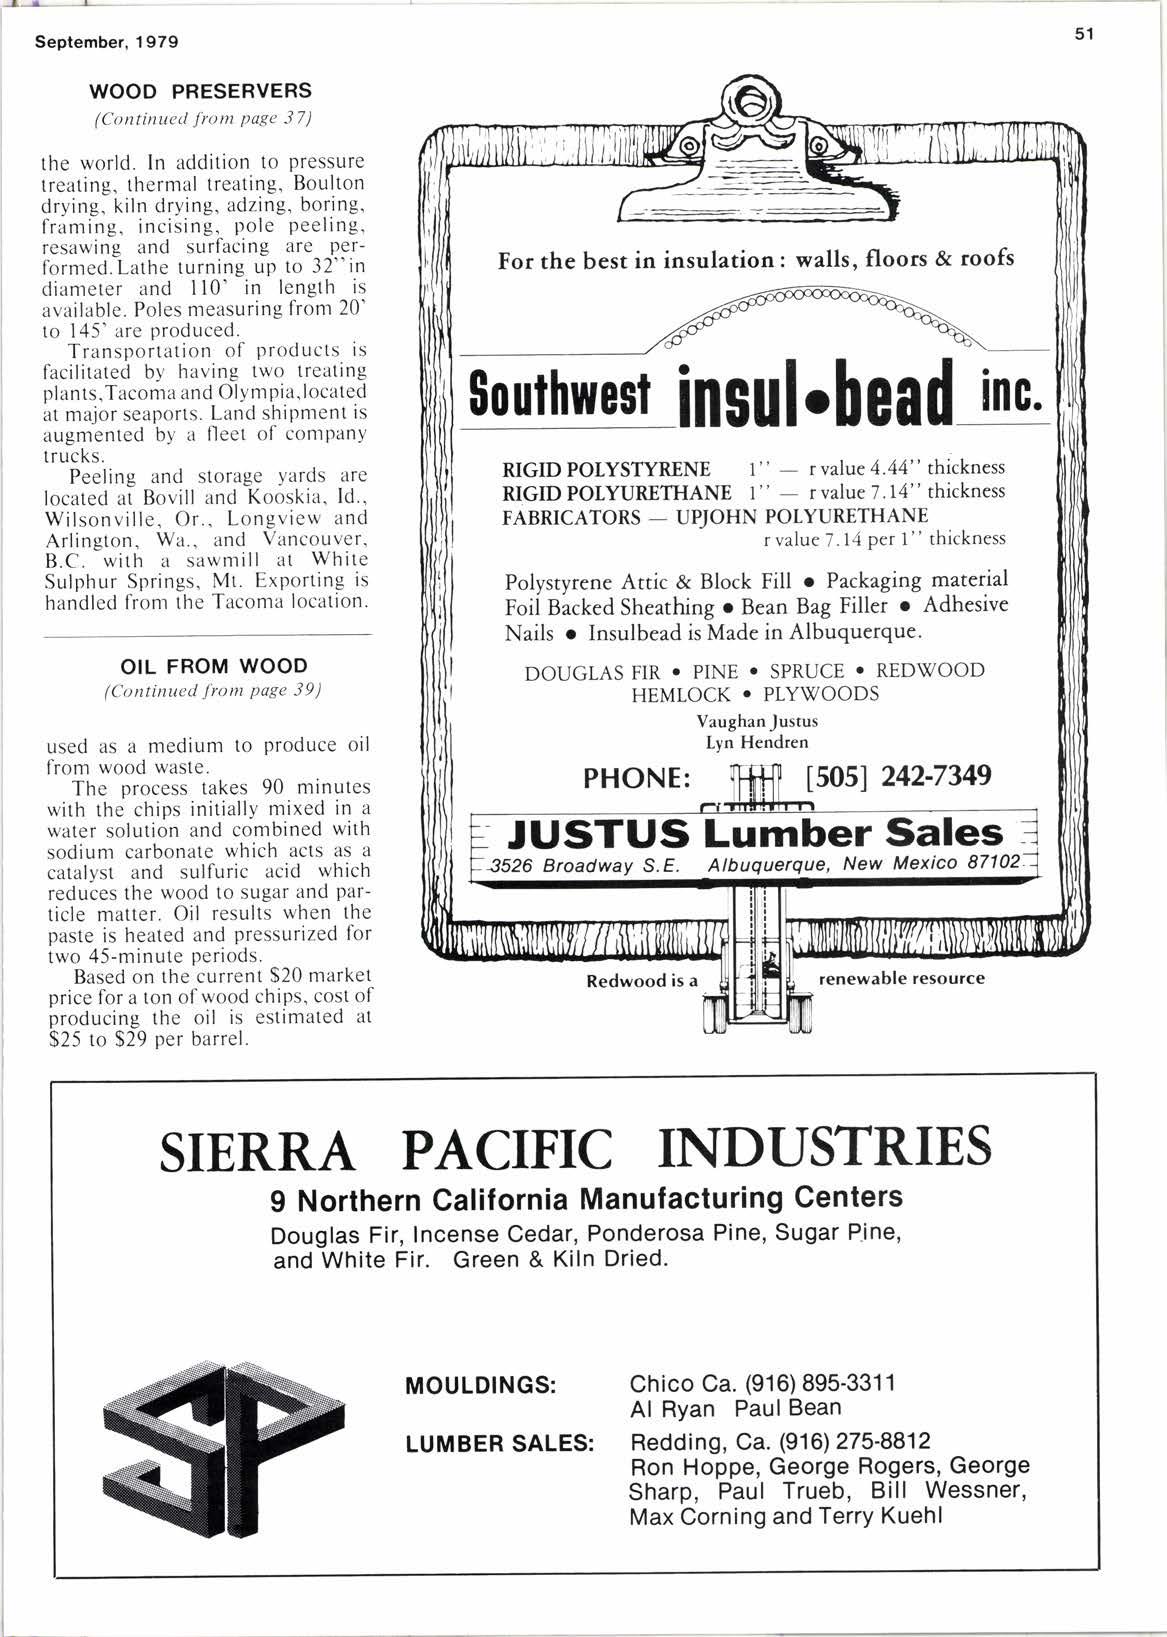 September, 1979
51
WOOD PRESERVERS
(Continued from page 37)
the world. In addition to pressure
treating, thermal treating, Boulton
drying, kiln drying, adzing, boring,
framing, incising, pole peeling,
resawing and surfacing are per-
formed. Lathe turning up to 32" in
diameter and 110' in length is
available. Poles measuring from 20'
to 145' are produced.
Transportation of products is
facilitated by having two treating
plants, Tacoma and Olympia, located
at major seaports. Land shipment is
augmented by a fleet of company
trucks.
Peeling and storage yards are
located at Bovill and Kooskia, Id.,
Wilsonville, Or., Longview and
Arlington, Wa., and Vancouver,
B.C. with a sawmill at White
Sulphur Springs, Mt. Exporting is
handled from the Tacoma location.
OIL FROM WOOD
(Continued from page 39)
used as a medium to produce oil
from wood waste.
The process takes 90 minutes
with the chips initially mixed in a
water solution and combined with
sodium carbonate which acts as a
catalyst and sulfuric acid which
reduces the wood to sugar and par-
ticle matter. Oil results when the
paste is heated and pressurized for
two 45-minute periods.
Based on the current $20 market
price for a ton of wood chips, cost of
producing the oil is estimated at
$25 to $29 per barrel.
For the best in insulation: walls, floors & roofs
Southwest insul•bead inc.
RIGID POLYSTYRENE 1'' — r value 4.44'' thickness
RIGID POLYURETHANE 1'' — r value 7.14'' thickness
FABRICATORS — UPJOHN POLYURETHANE
r value 7.14 per 1'' thickness
Polystyrene Attic & Block Fill • Packaging material
Foil Backed Sheathing • Bean Bag Filler • Adhesive
Nails • Insulbead is Made in Albuquerque.
DOUGLAS FIR • PINE • SPRUCE • REDWOOD
HEMLOCK • PLYWOODS
Vaughan Justus
Lyn Hendren
PHONE: [505] 242-7349
JUSTUS Lumber Sales
3526 Broadway S.E. Albuquerque, New Mexico 87102
Redwood is a renewable resource
SIERRA PACIFIC INDUSTRIES
9 Northern California Manufacturing Centers
Douglas Fir, Incense Cedar, Ponderosa Pine, Sugar Pine,
and White Fir. Green & Kiln Dried.
SP
MOULDINGS: Chico Ca. (916) 895-3311
Al Ryan Paul Bean
LUMBER SALES: Redding, Ca. (916) 275-8812
Ron Hoppe, George Rogers, George
Sharp, Paul Trueb, Bill Wessner,
Max Corning and Terry Kuehl